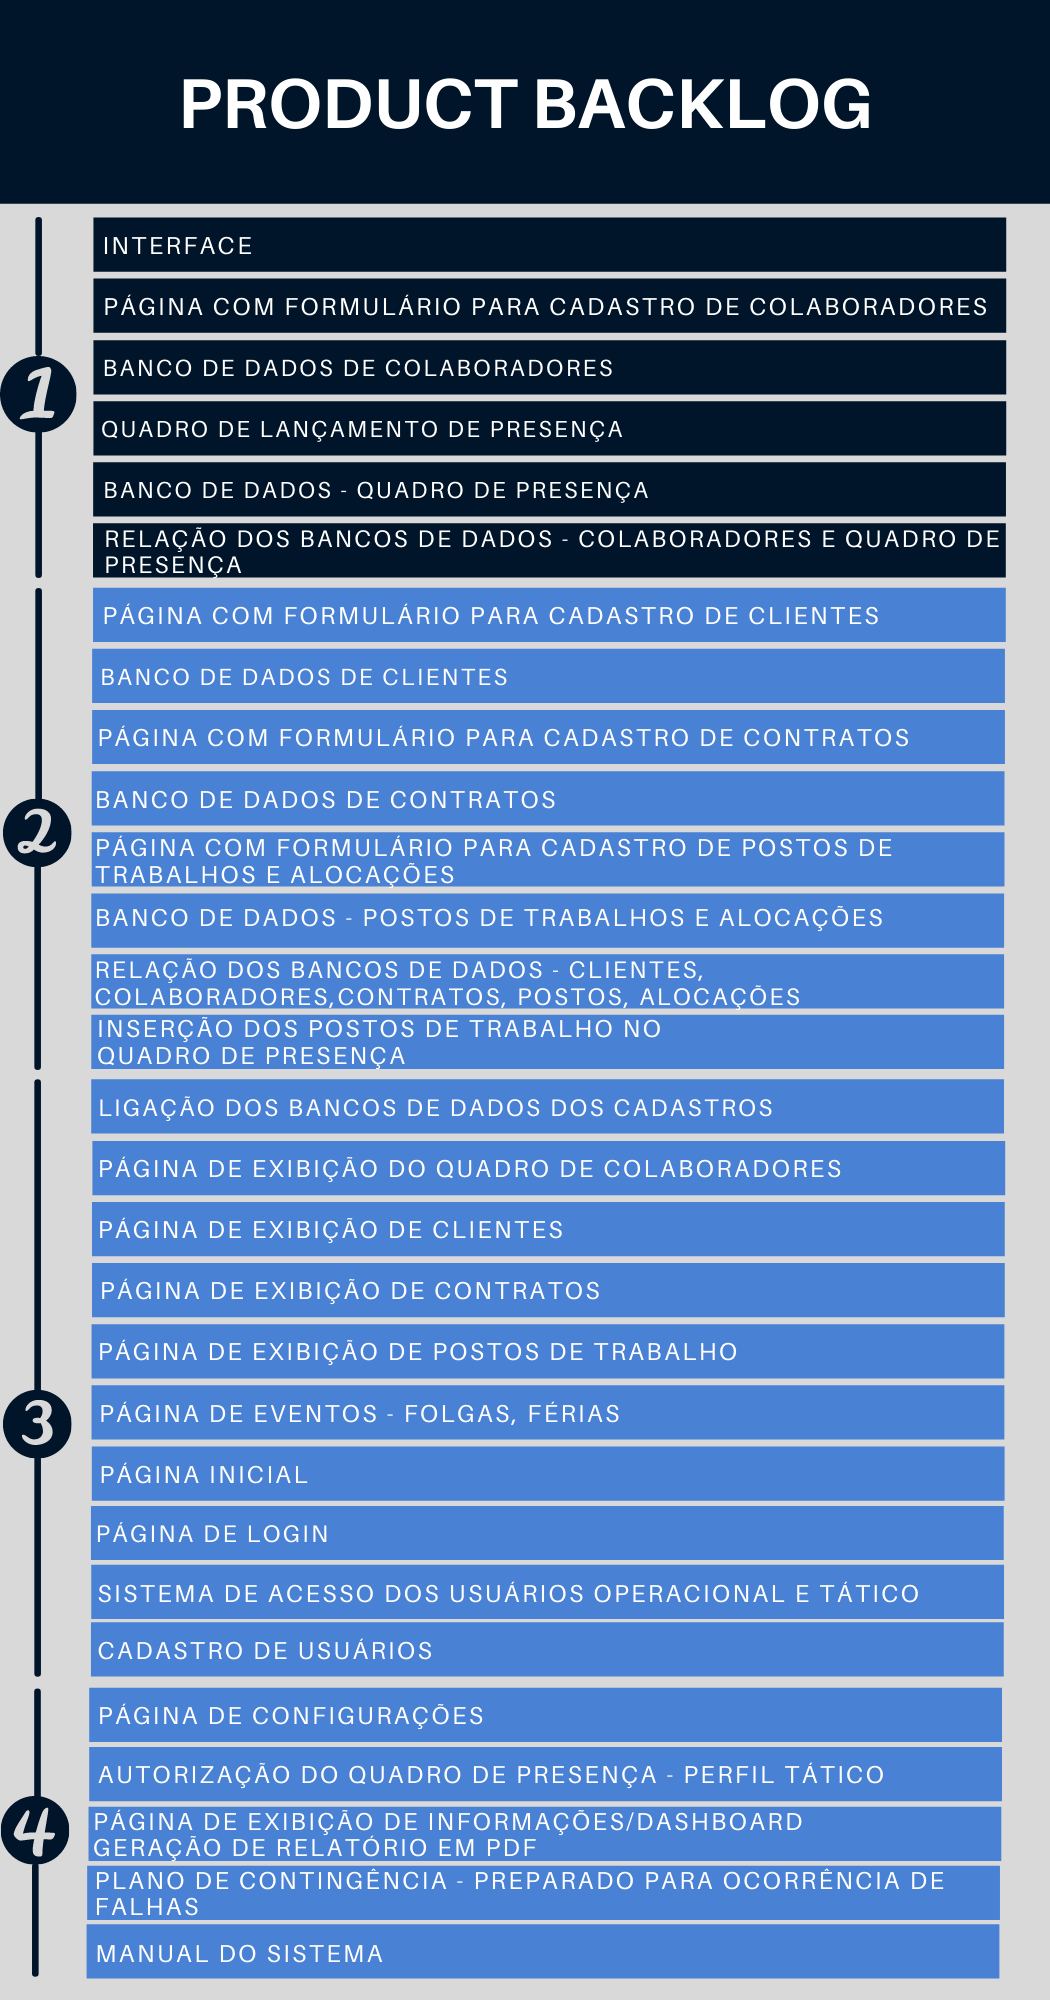 PRODUCT BACKLOG
INTERFACE
PÁGINA COM FORMULÁRIO PARA CADASTRO DE COLABORADORES
BANCO DE DADOS DE COLABORADORES
1
QUADRO DE LANÇAMENTO DE PRESENÇA
BANCO DE DADOS - QUADRO DE PRESENÇA
RELAÇÃO DOS BANCOS DE DADOS - COLABORADORES E QUADRO DE
PRESENÇA
PÁGINA COM FORMULÁRIO PARA CADASTRO DE CLIENTES
BANCO DE DADOS DE CLIENTES
PÁGINA COM FORMULÁRIO PARA CADASTRO DE CONTRATOS
BANCO DE DADOS DE CONTRATOS
2
PÁGINA COM FORMULÁRIO PARA CADASTRO DE POSTOS DE
TRABALHOS E ALOCAÇÕES
BANCO DE DADOS - POSTOS DE TRABALHOS E ALOCAÇÕES
RELAÇÃO DOS BANCOS DE DADOS - CLIENTES,
COLABORADORES,CONTRATOS, POSTOS, ALOCAÇÕES
INSERÇÃO DOS POSTOS DE TRABALHO NO
QUADRO DE PRESENÇA
LIGAÇÃO DOS BANCOS DE DADOS DOS CADASTROS
PÁGINA DE EXIBIÇÃO DO QUADRO DE COLABORADORES
PÁGINA DE EXIBIÇÃO DE CLIENTES
PÁGINA DE EXIBIÇÃO DE CONTRATOS
PÁGINA DE EXIBIÇÃO DE POSTOS DE TRABALHO
3
PÁGINA DE EVENTOS - FOLGAS, FÉRIAS
PÁGINA INICIAL
PÁGINA DE LOGIN
SISTEMA DE ACESSO DOS USUÁRIOS OPERACIONAL E TÁTICO
CADASTRO DE USUÁRIOS
PÁGINA DE CONFIGURAÇÕES
AUTORIZAÇÃO DO QUADRO DE PRESENÇA - PERFIL TÁTICO
4
PÁGINA DE EXIBIÇÃO DE INFORMAÇÕES/DASHBOARD
GERAÇÃO DE RELATÓRIO EM PDF
PLANO DE CONTINGÊNCIA - PREPARADO PARA OCORRÊNCIA DE
FALHAS
MANUAL DO SISTEMA